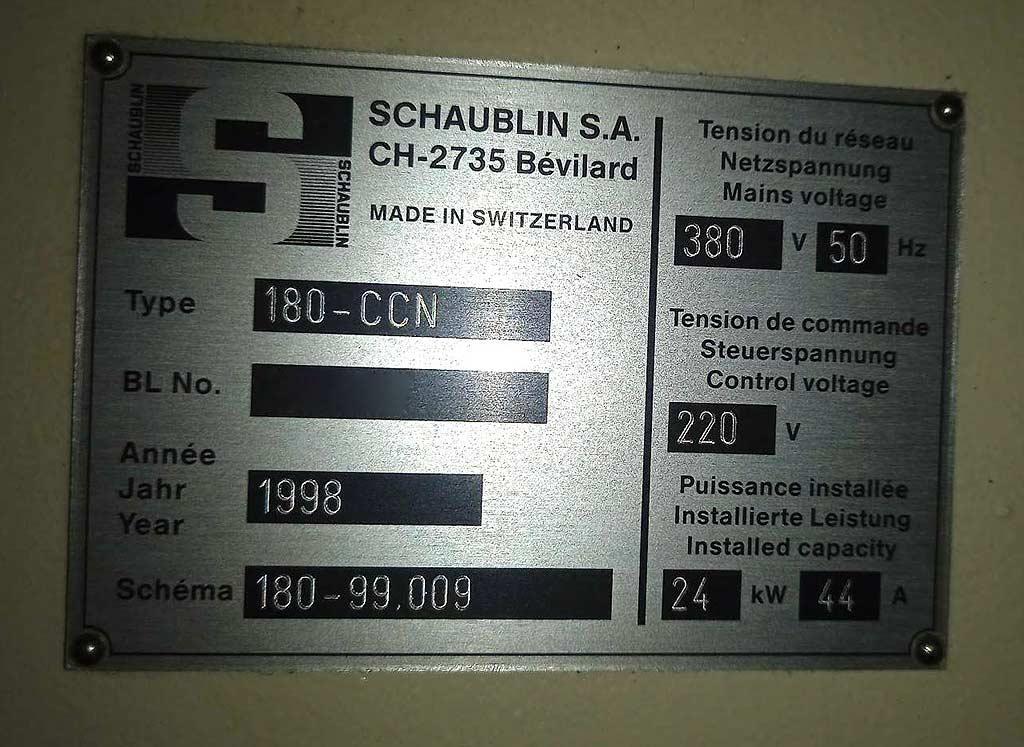 SCHAUBLIN
SCHAUBLIN
SCHAUBLIN S.A.
CH-2735 Bévilard
MADE IN SWITZERLAND
Type 180-CCN
BL No.
Année
Jahr 1998
Year
Schéma 180-99.009
Tension du réseau
Netzspannung
Mains voltage
380 V 50 Hz
Tension de commande
Steuerspannung
Control voltage
220 V
Puissance installée
Installierte Leistung
Installed capacity
24 kW 44 A